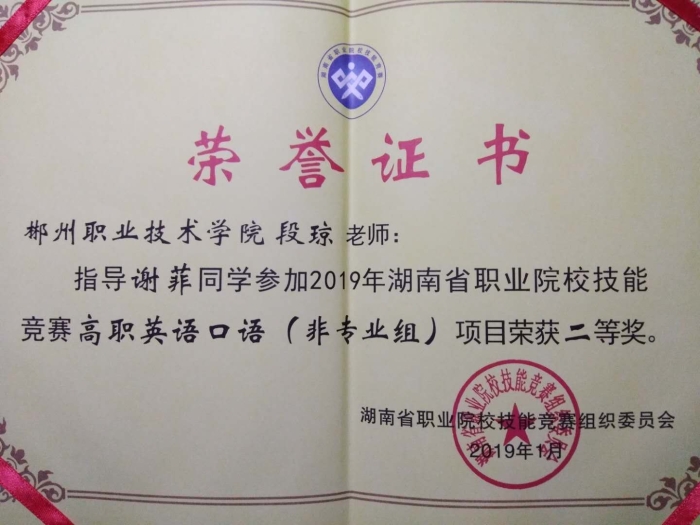 荣誉证书
郴州职业技术学院 段琼 老师：
指导谢菲同学参加2019年湖南省职业院校技能
竞赛高职英语口语（非专业组）项目荣获二等奖。
湖南省职业院校技能竞赛组织委员会
2019年1月